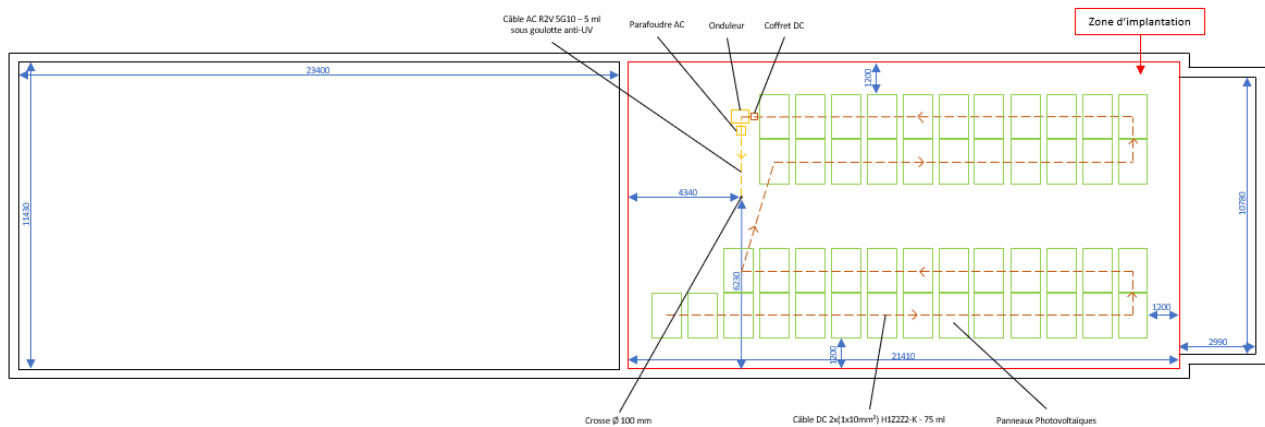 Câble AC R2V 5G10 – 5 ml
sous goulotte anti-UV
Parafoudre AC
Onduleur
Coffret DC
Zone d'implantation
23400
1200
11430
4340
10780
6230
1200
1200
21410
2990
Crosse Ø 100 mm
Câble DC 2x(1x10mm²) H1Z2Z2-K - 75 ml
Panneaux Photovoltaïques